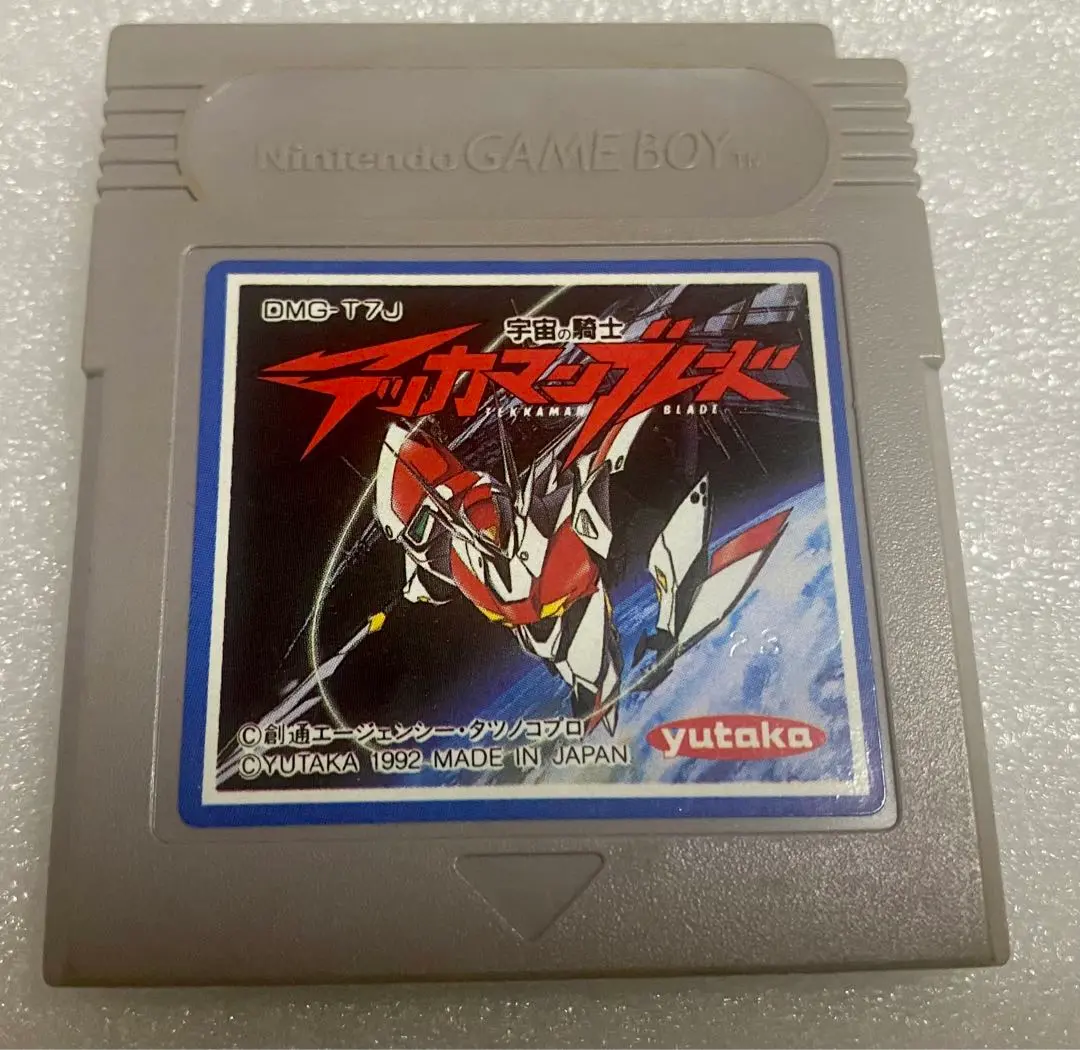 Nintendo GAME BOY TM
DMG-T7J
宇宙の騎士
テッカマンブレード
TEKKAMAN BLADE
©創通エージェンシー・タツノコプロ
©YUTAKA 1992 MADE IN JAPAN
yutaka
23